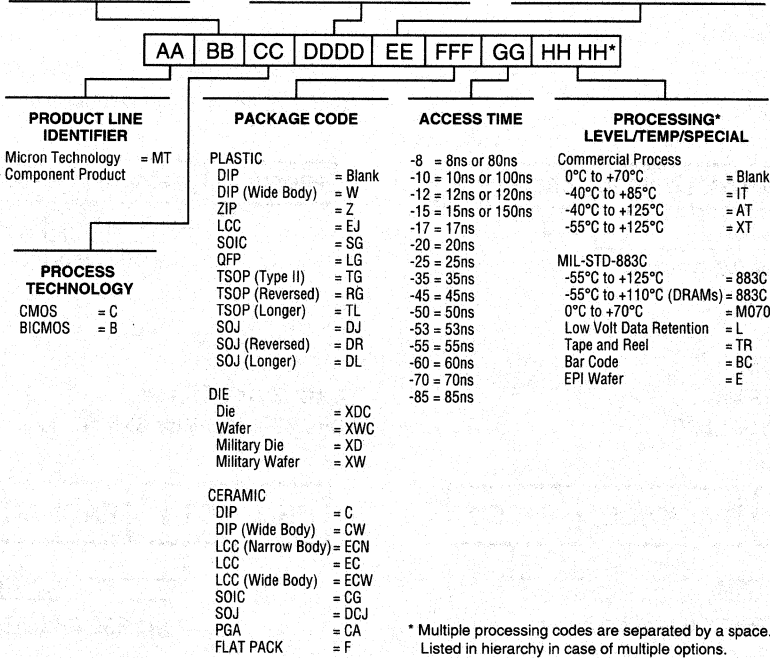 AA BB CC DDDD EE FFF GG HH HH*
PRODUCT LINE
IDENTIFIER
Micron Technology = MT
Component Product
PROCESS
TECHNOLOGY
CMOS = C
BICMOS = B
PACKAGE CODE
PLASTIC
DIP = Blank
DIP (Wide Body) = W
ZIP = Z
LCC = EJ
SOIC = SG
QFP = LG
TSOP (Type II) = TG
TSOP (Reversed) = RG
TSOP (Longer) = TL
SOJ = DJ
SOJ (Reversed) = DR
SOJ (Longer) = DL
DIE
Die = XDC
Wafer = XWC
Military Die = XD
Military Wafer = XW
CERAMIC
DIP = C
DIP (Wide Body) = CW
LCC (Narrow Body) = ECN
LCC = EC
LCC (Wide Body) = ECW
SOIC = CG
SOJ = DCJ
PGA = CA
FLAT PACK = F
ACCESS TIME
-8 = 8ns or 80ns
-10 = 10ns or 100ns
-12 = 12ns or 120ns
-15 = 15ns or 150ns
-17 = 17ns
-20 = 20ns
-25 = 25ns
-35 = 35ns
-45 = 45ns
-50 = 50ns
-53 = 53ns
-55 = 55ns
-60 = 60ns
-70 = 70ns
-85 = 85ns
PROCESSING*
LEVEL/TEMP/SPECIAL
Commercial Process
0°C to +70°C = Blank
-40°C to +85°C = IT
-40°C to +125°C = AT
-55°C to +125°C = XT
MIL-STD-883C
-55°C to +125°C = 883C
-55°C to +110°C (DRAMs) = 883C
0°C to +70°C = M070
Low Volt Data Retention = L
Tape and Reel = TR
Bar Code = BC
EPI Wafer = E
* Multiple processing codes are separated by a space.
Listed in hierarchy in case of multiple options.